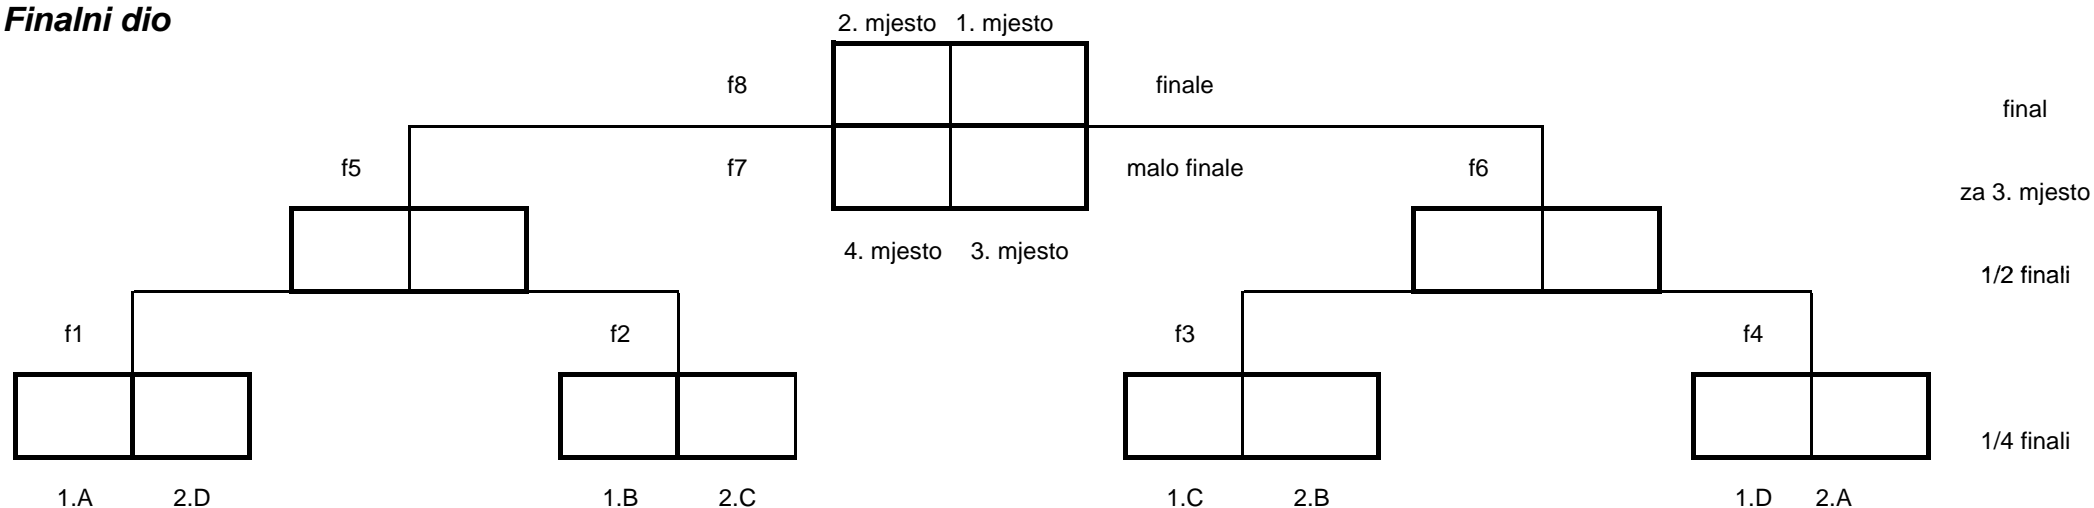 Finalni dio
2. mjesto 1. mjesto
f8 finale
final
f5 f7 malo finale f6
za 3. mjesto
4. mjesto 3. mjesto
1/2 finali
f1 f2 f3 f4
1/4 finali
1.A 2.D 1.B 2.C 1.C 2.B 1.D 2.A